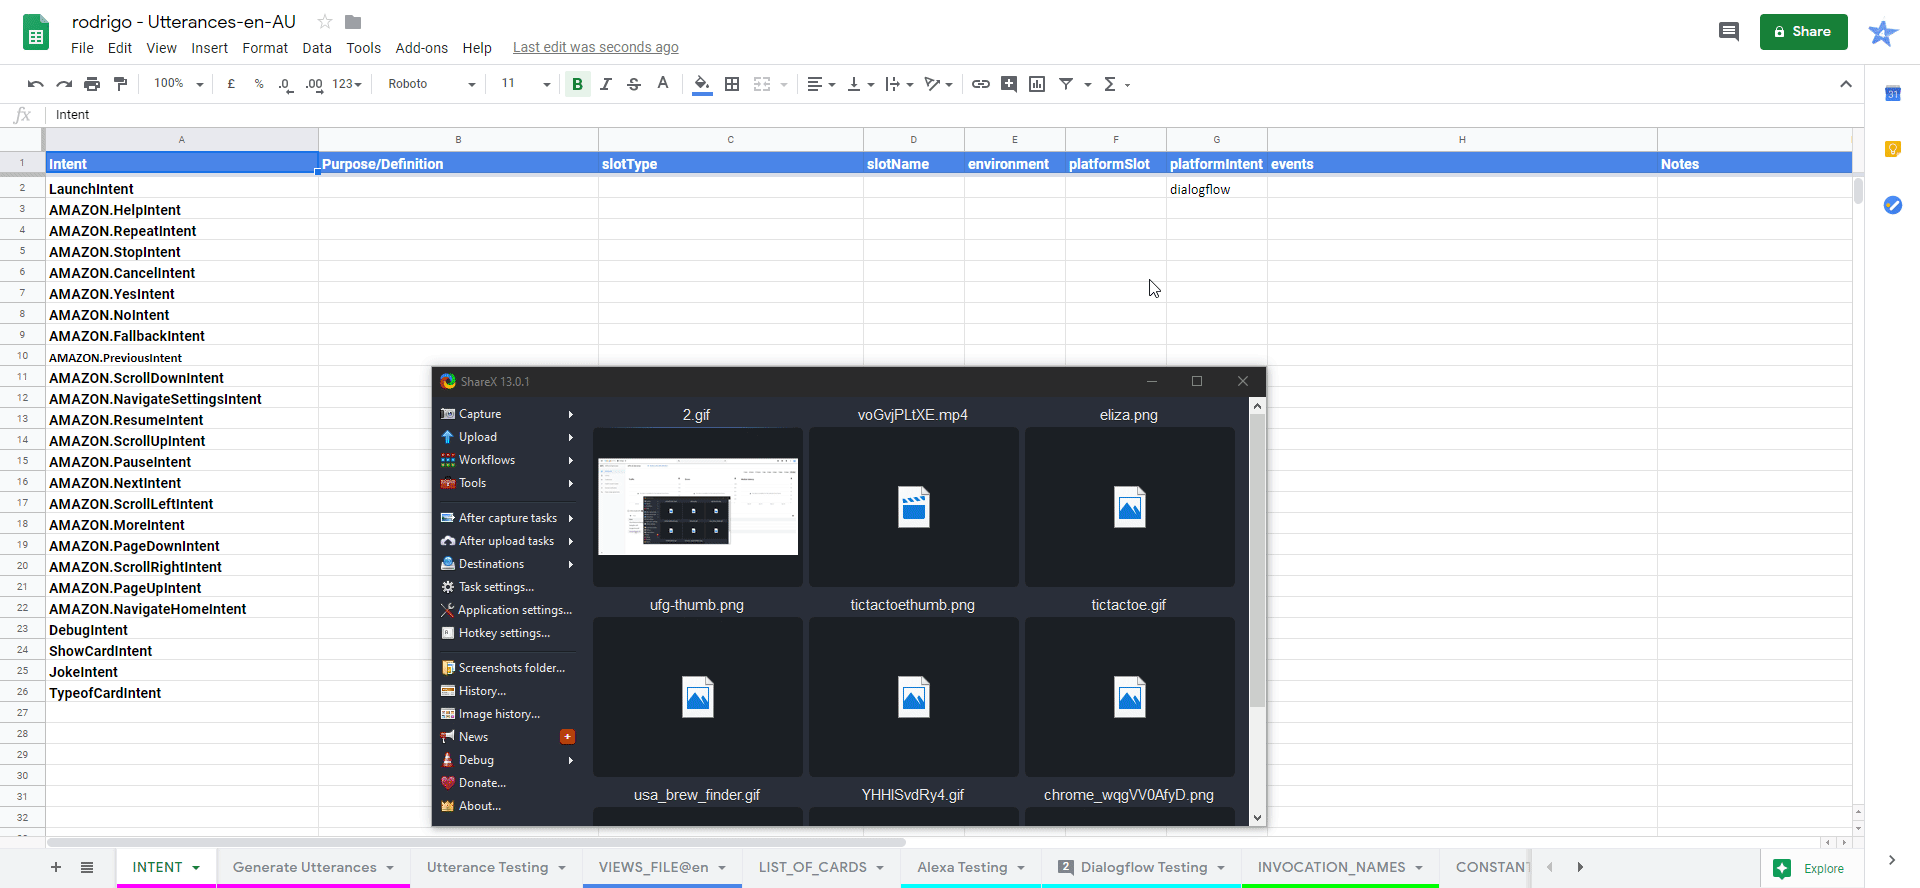 rodrigo - Utterances-en-AU
File Edit View Insert Format Data Tools Add-ons Help Last edit was seconds ago
Share
100% £ % .0 .00 123 Roboto 11 B I S A
31
fx Intent
A B C D E F G H
1 Intent Purpose/Definition slotType slotName environment platformSlot platformIntent events Notes
2 LaunchIntent dialogflow
3 AMAZON.HelpIntent
4 AMAZON.RepeatIntent
5 AMAZON.StopIntent
6 AMAZON.CancelIntent
7 AMAZON.YesIntent
8 AMAZON.NoIntent
9 AMAZON.FallbackIntent
10 AMAZON.PreviousIntent
11 AMAZON.ScrollDownIntent
12 AMAZON.NavigateSettingsIntent
13 AMAZON.ResumeIntent
14 AMAZON.ScrollUpIntent
15 AMAZON.PauseIntent
16 AMAZON.NextIntent
17 AMAZON.ScrollLeftIntent
18 AMAZON.MoreIntent
19 AMAZON.PageDownIntent
20 AMAZON.ScrollRightIntent
21 AMAZON.PageUpIntent
22 AMAZON.NavigateHomeIntent
23 DebugIntent
24 ShowCardIntent
25 JokeIntent
26 TypeofCardIntent
27
28
29
30
31
32
ShareX 13.0.1
Capture
Upload
Workflows
Tools
After capture tasks
After upload tasks
Destinations
Task settings...
Application settings...
Hotkey settings...
Screenshots folder...
History...
Image history...
News
Debug
Donate...
About...
2.gif voGvjPLtXE.mp4 eliza.png
ufg-thumb.png tictactoethumb.png tictactoe.gif
usa_brew_finder.gif YHHlSvdRy4.gif chrome_wqgVV0AfyD.png
INTENT Generate Utterances Utterance Testing VIEWS_FILE@en LIST_OF_CARDS Alexa Testing 2 Dialogflow Testing INVOCATION_NAMES CONSTANT
Explore